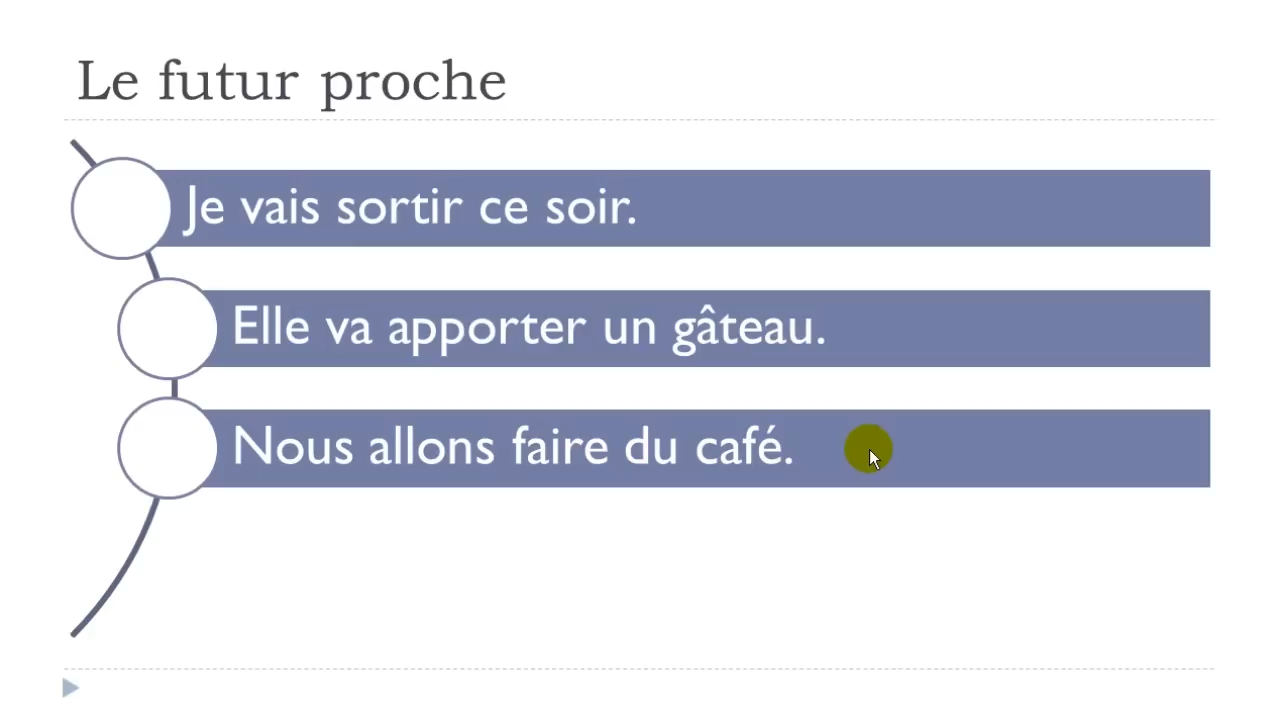 Le futur proche
Je vais sortir ce soir.
Elle va apporter un gâteau.
Nous allons faire du café.